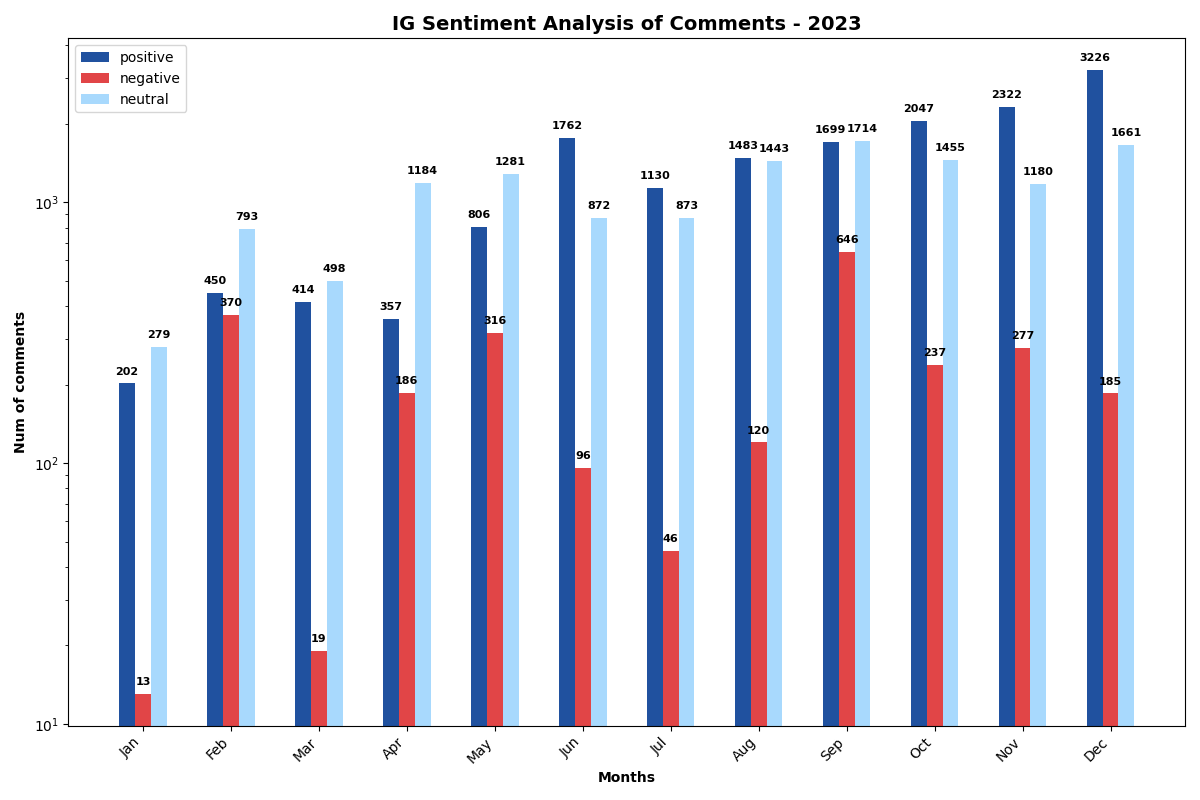 IG Sentiment Analysis of Comments - 2023
positive
negative
neutral
Num of comments
10³
10²
10¹
202
13
279
450
370
793
414
19
498
357
186
1184
806
316
1281
1762
96
872
1130
46
873
1483
120
1443
1699
646
1714
2047
237
1455
2322
277
1180
3226
185
1661
Jan
Feb
Mar
Apr
May
Jun
Jul
Aug
Sep
Oct
Nov
Dec
Months